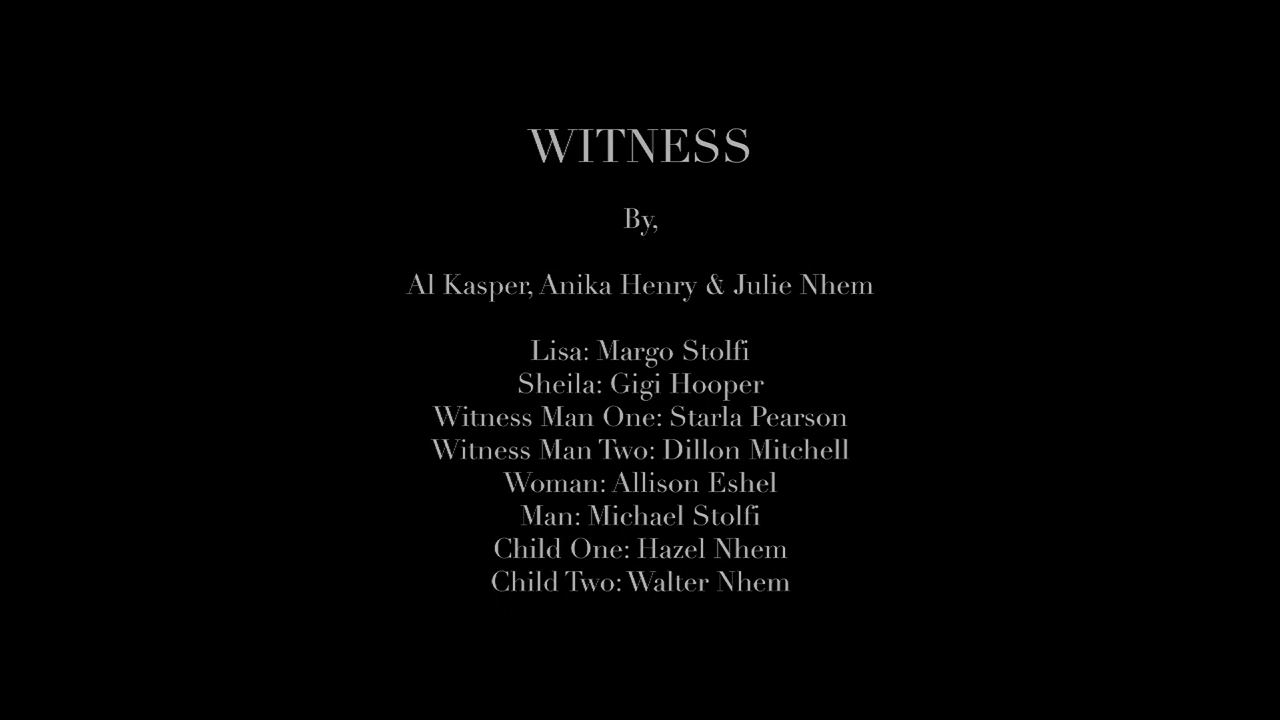 WITNESS
By,
Al Kasper, Anika Henry & Julie Nhem
Lisa: Margo Stolfi
Sheila: Gigi Hooper
Witness Man One: Starla Pearson
Witness Man Two: Dillon Mitchell
Woman: Allison Eshel
Man: Michael Stolfi
Child One: Hazel Nhem
Child Two: Walter Nhem